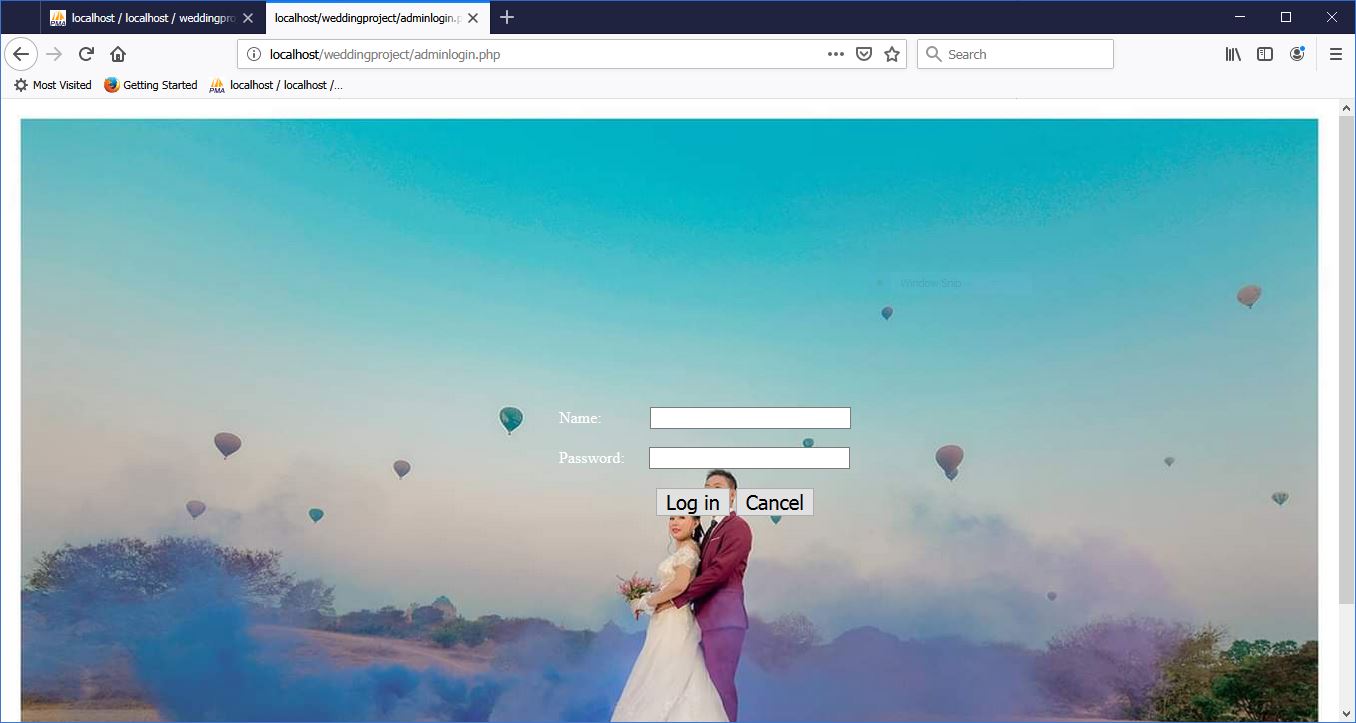 localhost / localhost / weddingpro
localhost/weddingproject/adminlogin.p
localhost/weddingproject/adminlogin.php
Search
Most Visited
Getting Started
PMA
localhost / localhost /...
Window Snip
Name:
Password:
Log in
Cancel